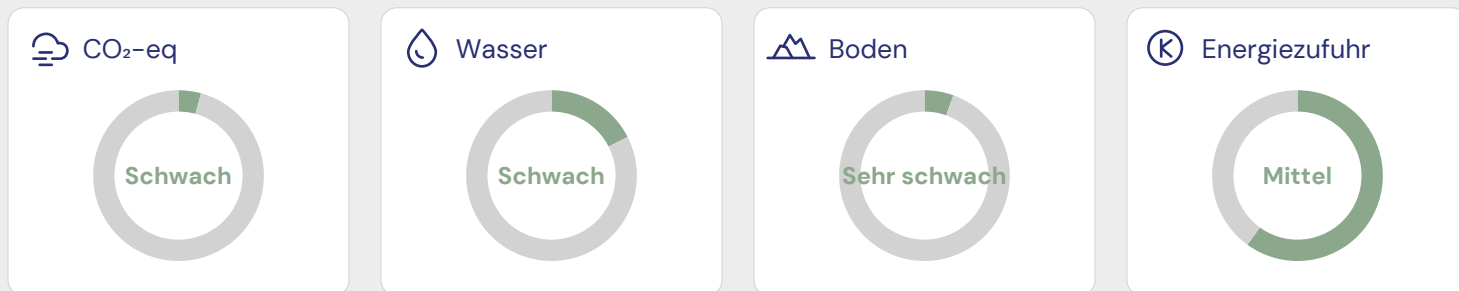 CO₂-eq
Schwach
Wasser
Schwach
Boden
Sehr schwach
K Energiezufuhr
Mittel